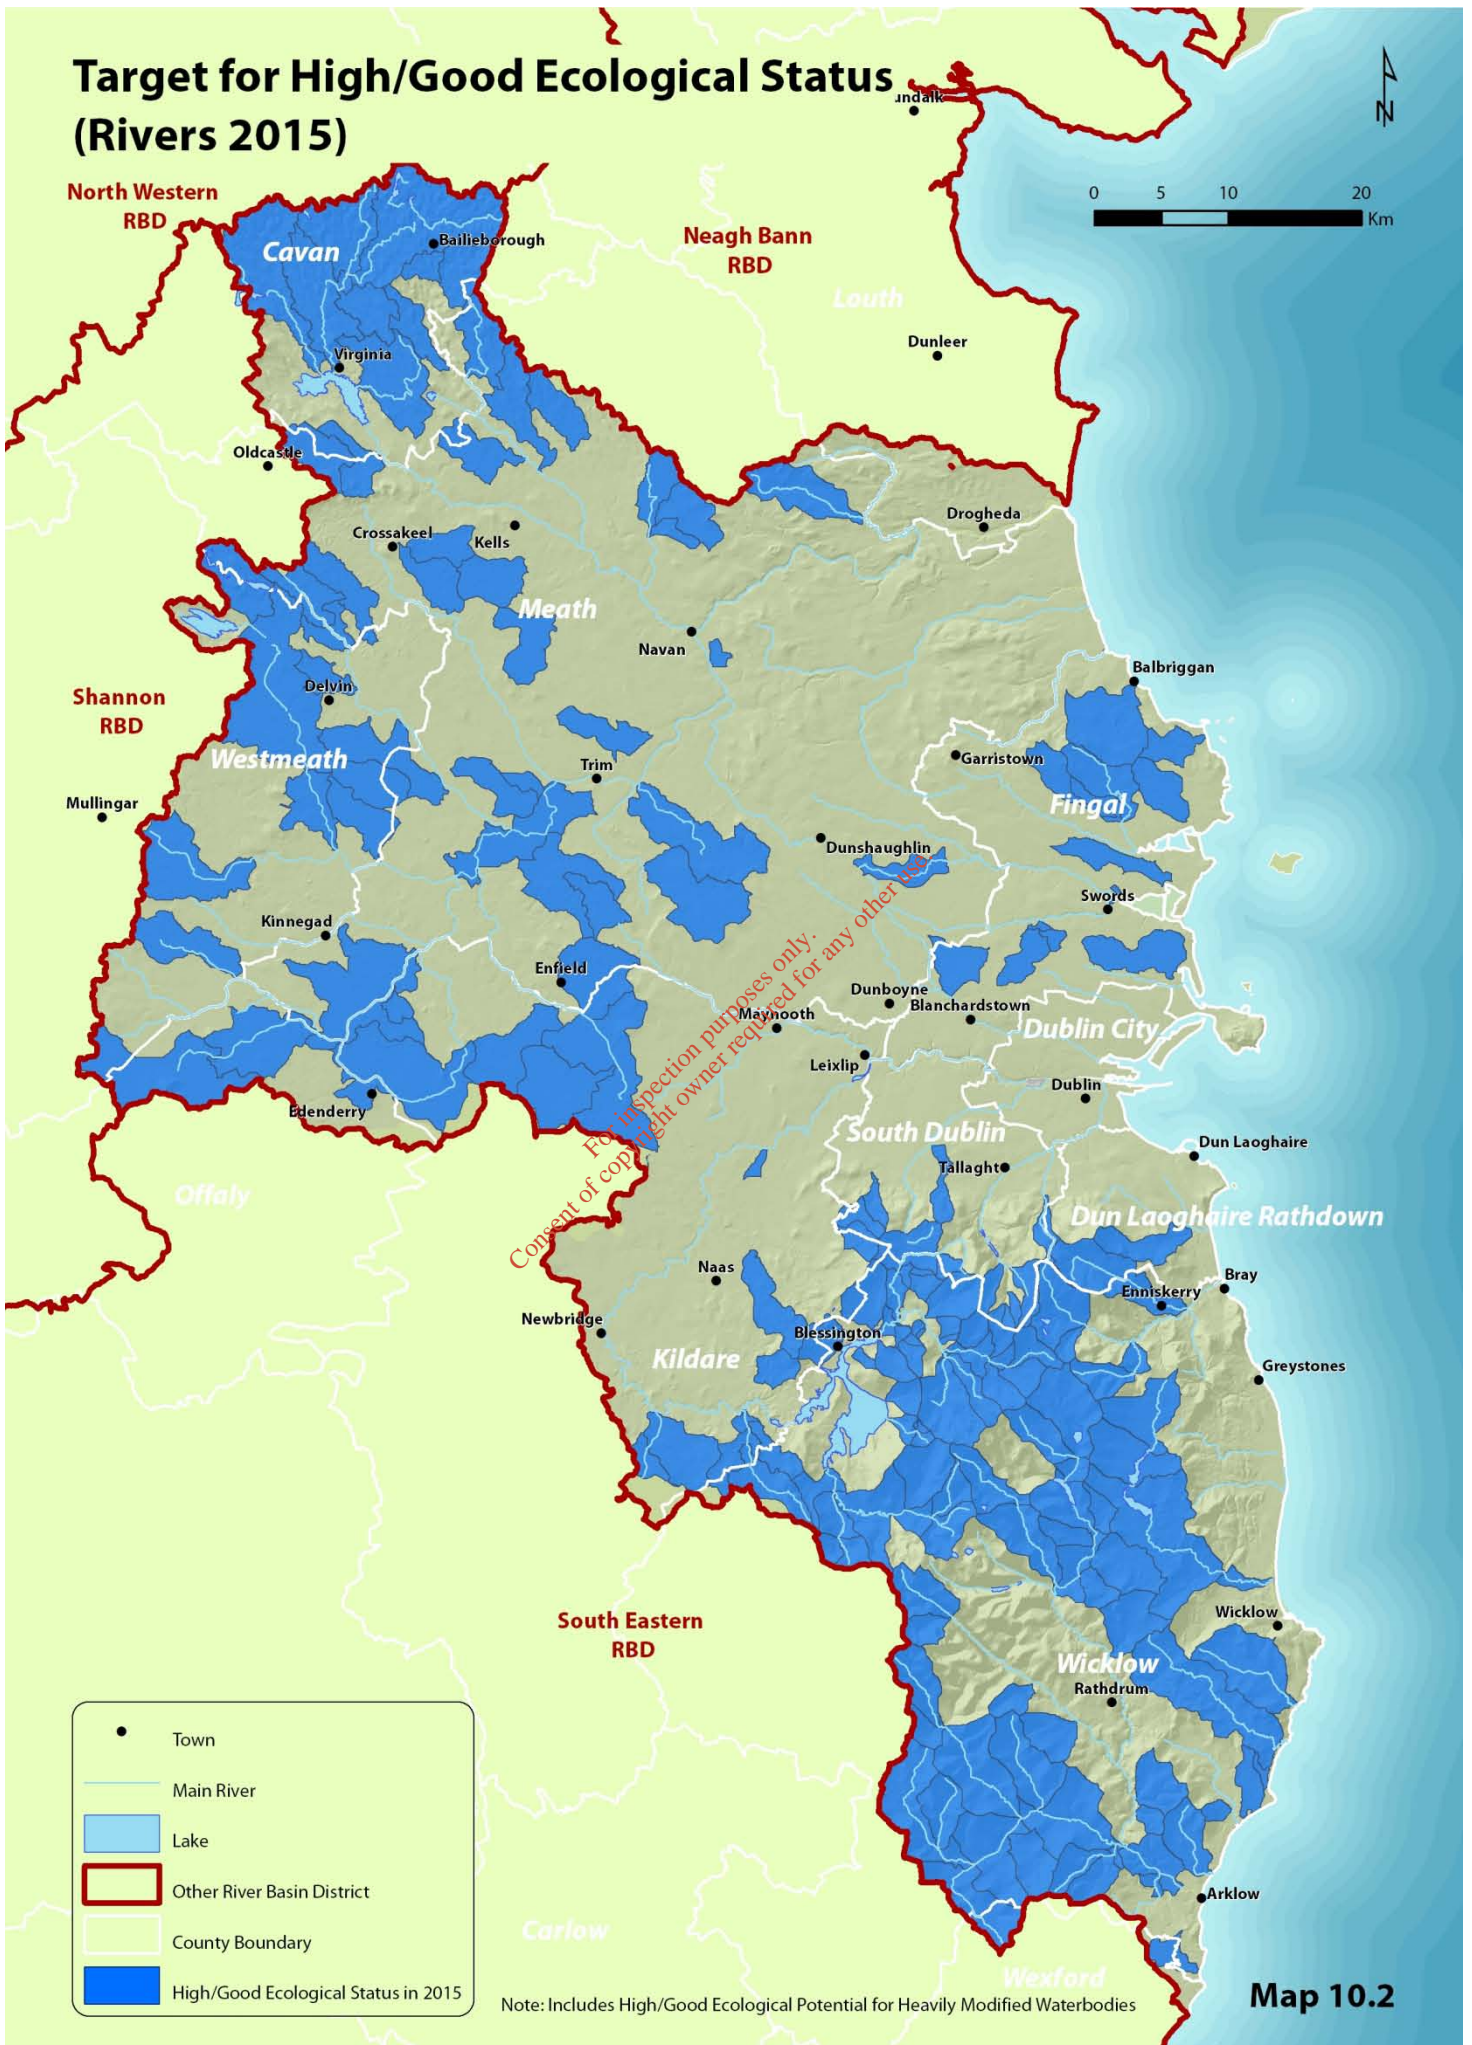 Target for High/Good Ecological Status
(Rivers 2015)
undalk
N
0 5 10 20
Km
North Western
RBD
Neagh Bann
RBD
Cavan
Bailieborough
Louth
Dunleer
Virginia
Oldcastle
Drogheda
Crossakeel
Kells
Meath
Navan
Balbriggan
Shannon
RBD
Delvin
Westmeath
Trim
Garristown
Fingal
Mullingar
Dunshaughlin
Swords
Kinnegad
Enfield
Dunboyne
Blanchardstown
Maynooth
Dublin City
Leixlip
Dublin
Edenderry
South Dublin
Tallaght
Dun Laoghaire
Offaly
Dun Laoghaire Rathdown
For inspection purposes only.
Consent of copyright owner required for any other use.
Naas
Bray
Enniskerry
Newbridge
Blessington
Kildare
Greystones
South Eastern
RBD
Wicklow
Wicklow
Rathdrum
Arklow
Carlow
Wexford
Town
Main River
Lake
Other River Basin District
County Boundary
High/Good Ecological Status in 2015
Note: Includes High/Good Ecological Potential for Heavily Modified Waterbodies
Map 10.2